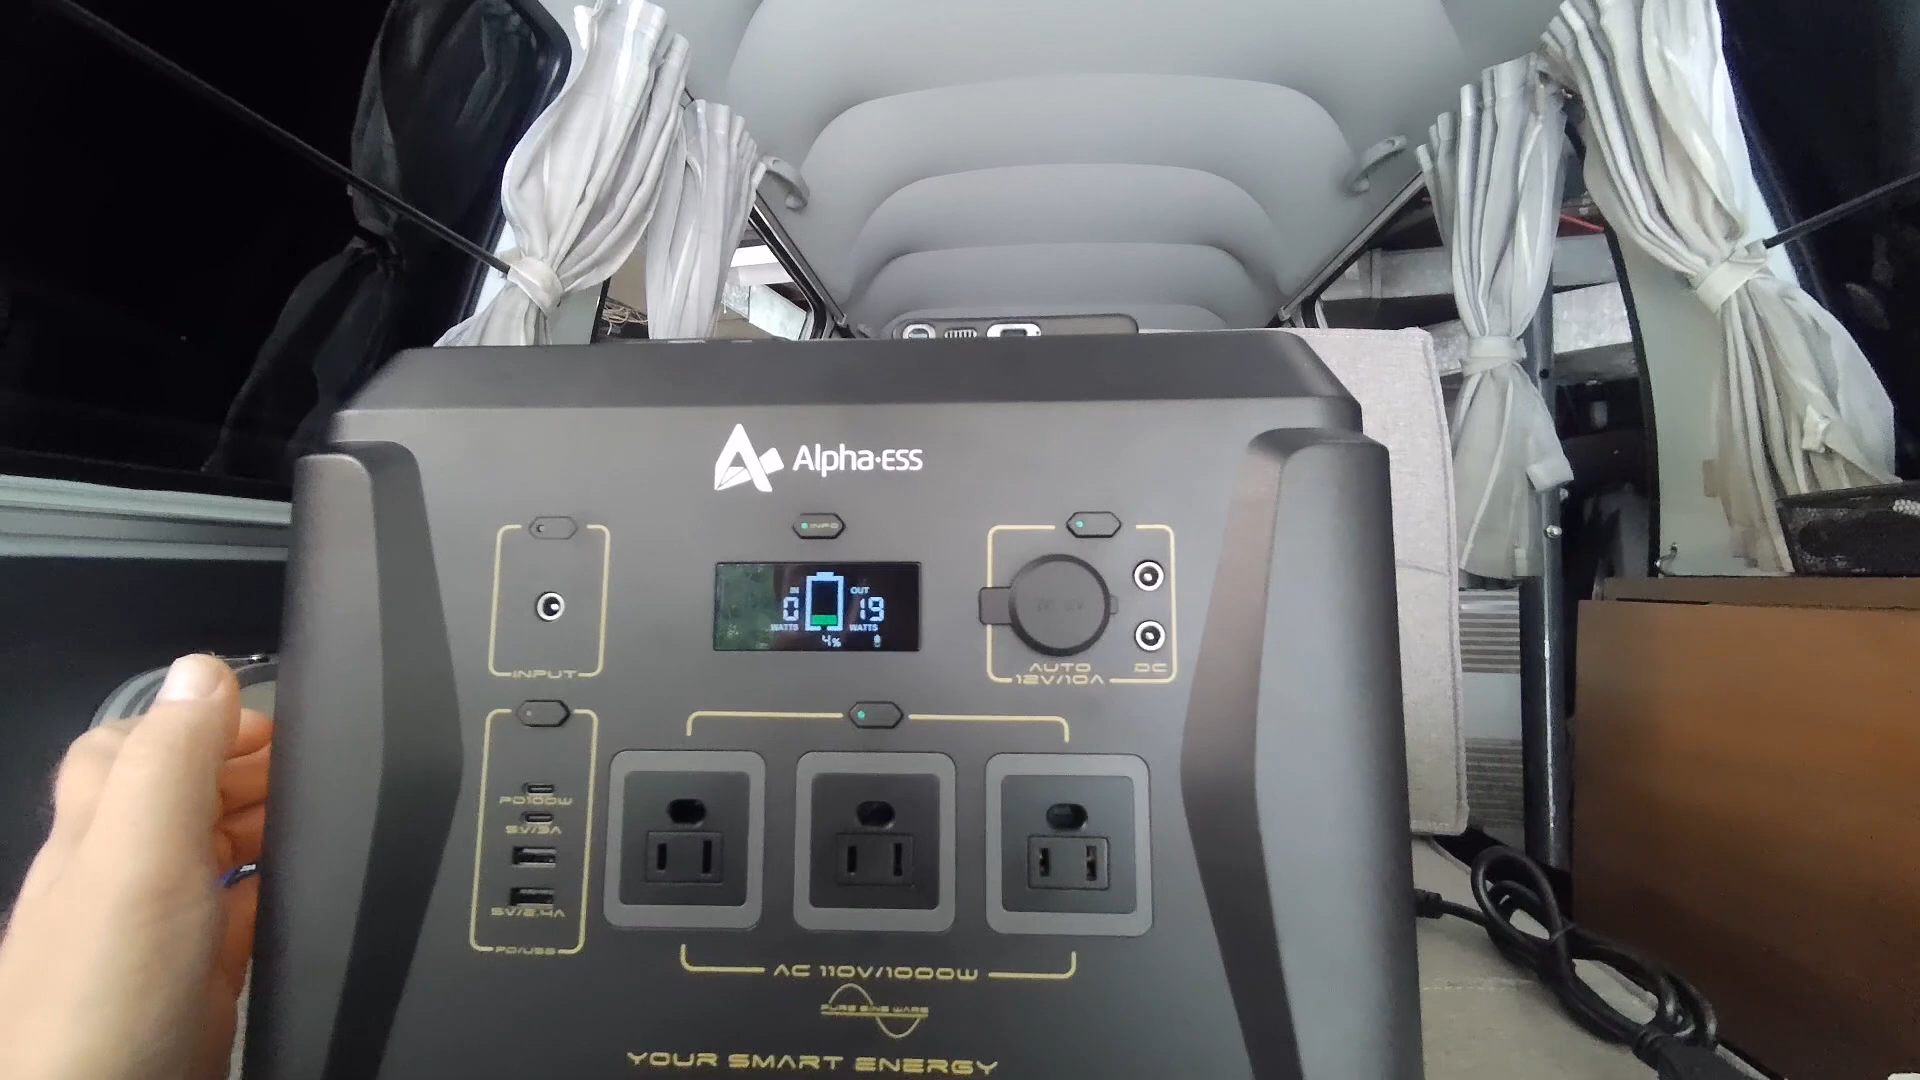 Alpha·ESS
INFO
IN
0
WATTS
OUT
19
WATTS
4%
INPUT
AUTO
12V/10A
DC
PD100W
5V/3A
5V/2.4A
PD/USB
AC 110V/1000W
PURE SINE WARE
YOUR SMART ENERGY